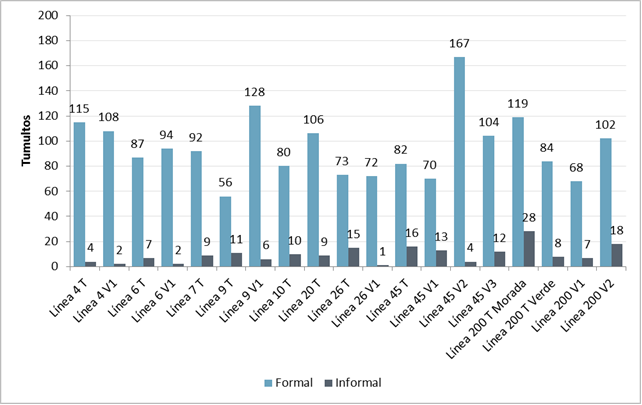 200
180
160
140
120
100
80
60
40
20
0
Tumultos
115 4
108 2
87 7
94 2
92 9
56 11
128 6
80 10
106 9
73 15
72 1
82 16
70 13
167 4
104 12
119 28
84 8
68 7
102 18
Línea 4 T
Línea 4 V1
Línea 6 T
Línea 6 V1
Línea 7 T
Línea 9 T
Línea 9 V1
Línea 10 T
Línea 20 T
Línea 26 T
Línea 26 V1
Línea 45 T
Línea 45 V1
Línea 45 V2
Línea 45 V3
Línea 200 T Morada
Línea 200 T Verde
Línea 200 V1
Línea 200 V2
Formal Informal